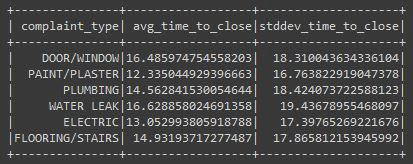 +---------------+------------------+-------------------+
| complaint_type| avg_time_to_close|stddev_time_to_close|
+---------------+------------------+-------------------+
| DOOR/WINDOW|16.485974754558203| 18.310043634336104|
| PAINT/PLASTER|12.335044929396663| 16.763822919047378|
| PLUMBING|14.562841530054644| 18.424073722588123|
| WATER LEAK|16.628858024691358| 19.43678955468097|
| ELECTRIC|13.052993805918788| 17.39765269221676|
|FLOORING/STAIRS| 14.93193717277487| 17.865812153945992|
+---------------+------------------+-------------------+